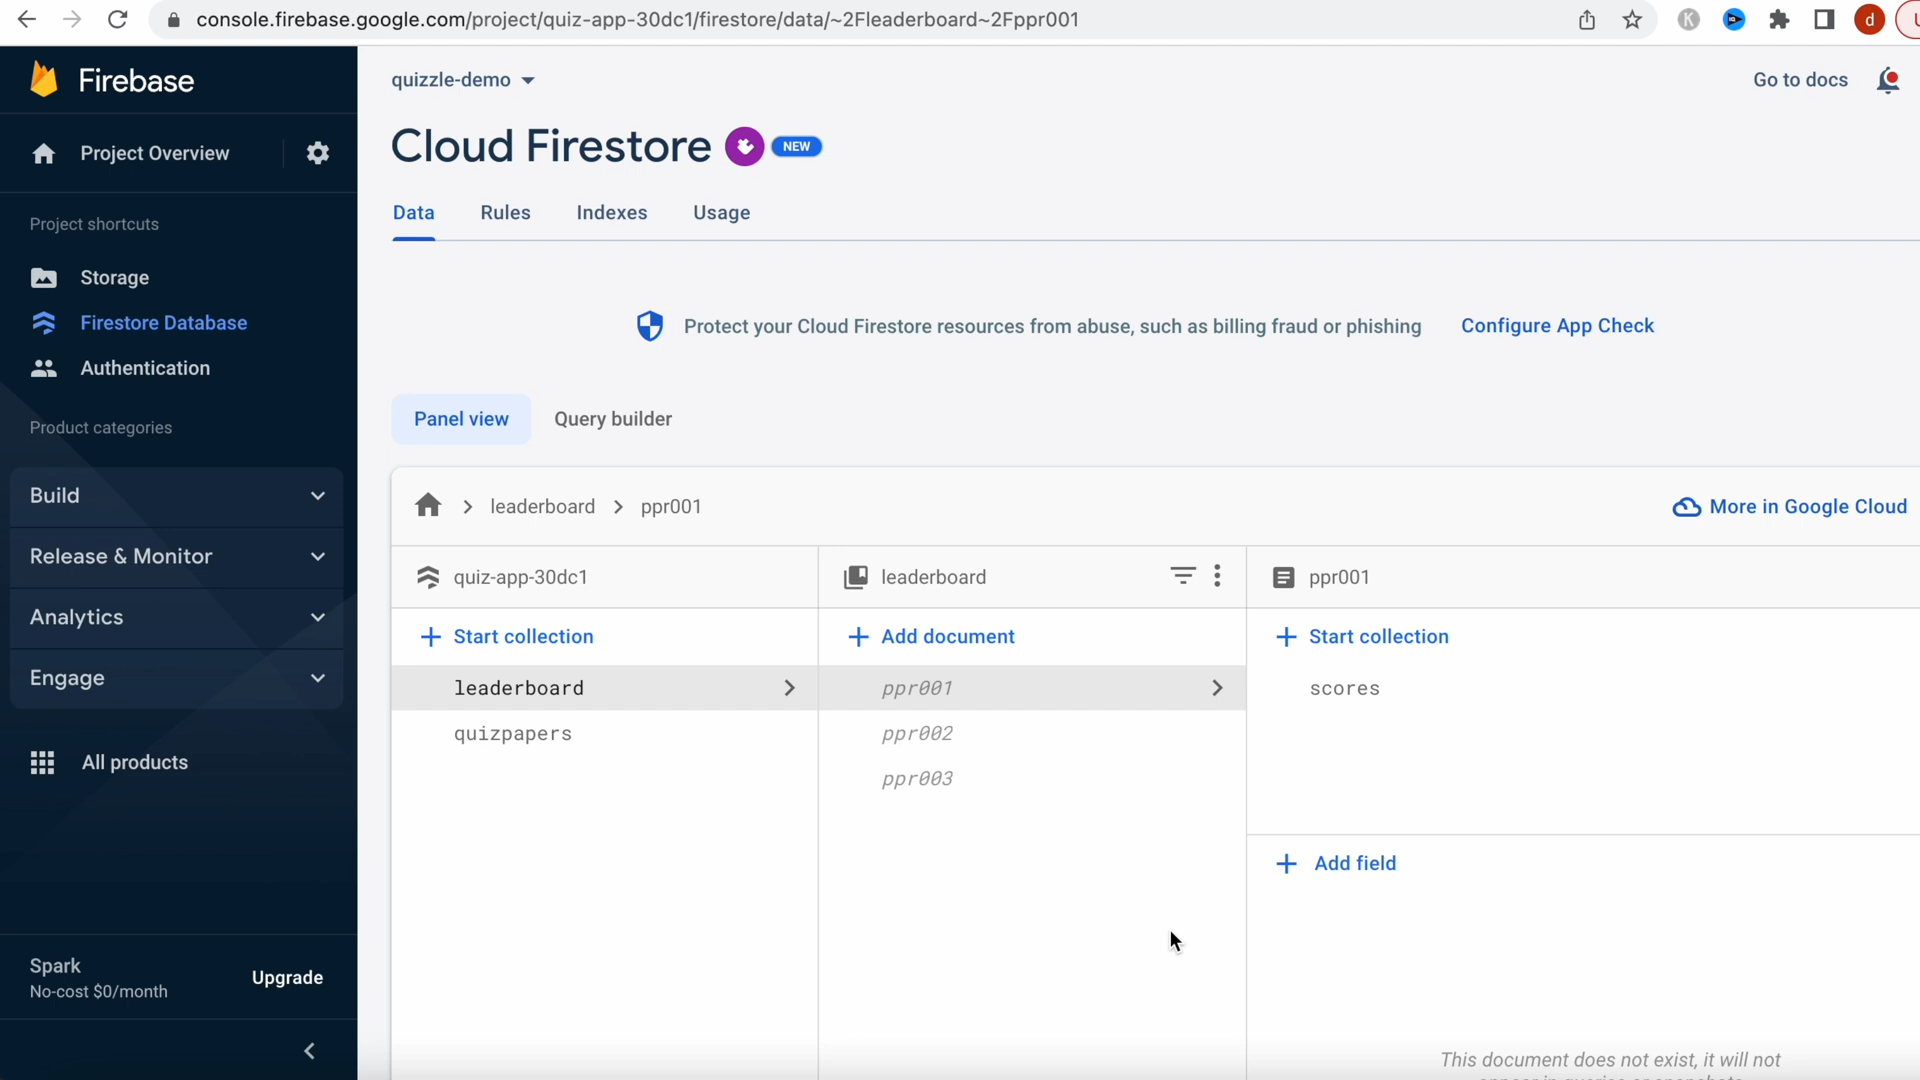 console.firebase.google.com/project/quiz-app-30dc1/firestore/data/~2Fleaderboard~2Fppr001
K
d
Firebase
quizzle-demo
Go to docs
Project Overview
Cloud Firestore
NEW
Project shortcuts
Data
Rules
Indexes
Usage
Storage
Firestore Database
Authentication
Protect your Cloud Firestore resources from abuse, such as billing fraud or phishing
Configure App Check
Product categories
Panel view
Query builder
Build
Release & Monitor
Analytics
Engage
All products
leaderboard
ppr001
More in Google Cloud
quiz-app-30dc1
leaderboard
ppr001
Start collection
Add document
Start collection
leaderboard
quizpapers
ppr001
ppr002
ppr003
scores
Add field
Spark
No-cost $0/month
Upgrade
This document does not exist, it will not